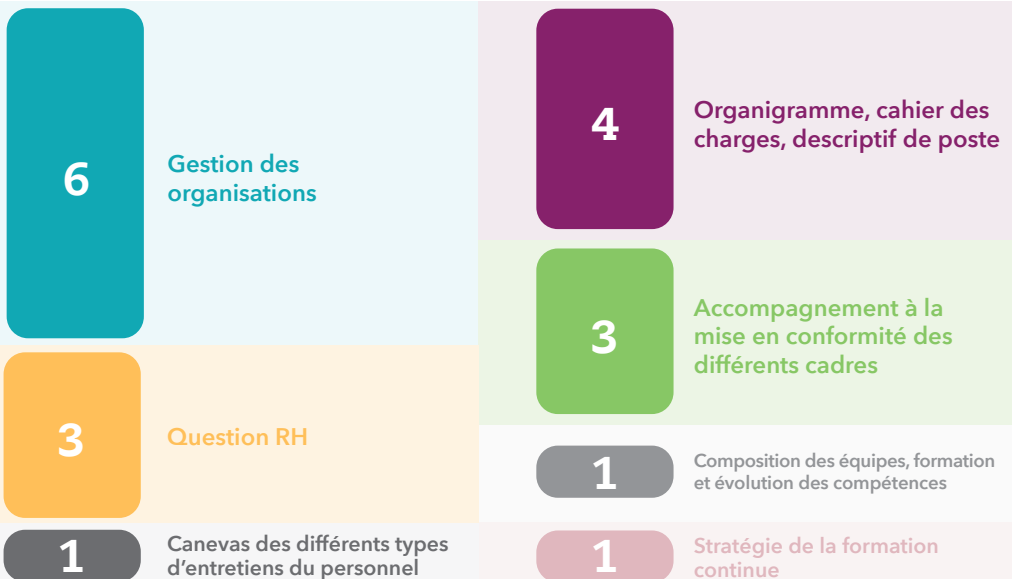 6
Gestion des
organisations
3
Question RH
1
Canevas des différents types
d'entretiens du personnel
4
Organigramme, cahier des
charges, descriptif de poste
3
Accompagnement à la
mise en conformité des
différents cadres
1
Composition des équipes, formation
et évolution des compétences
1
Stratégie de la formation
continue